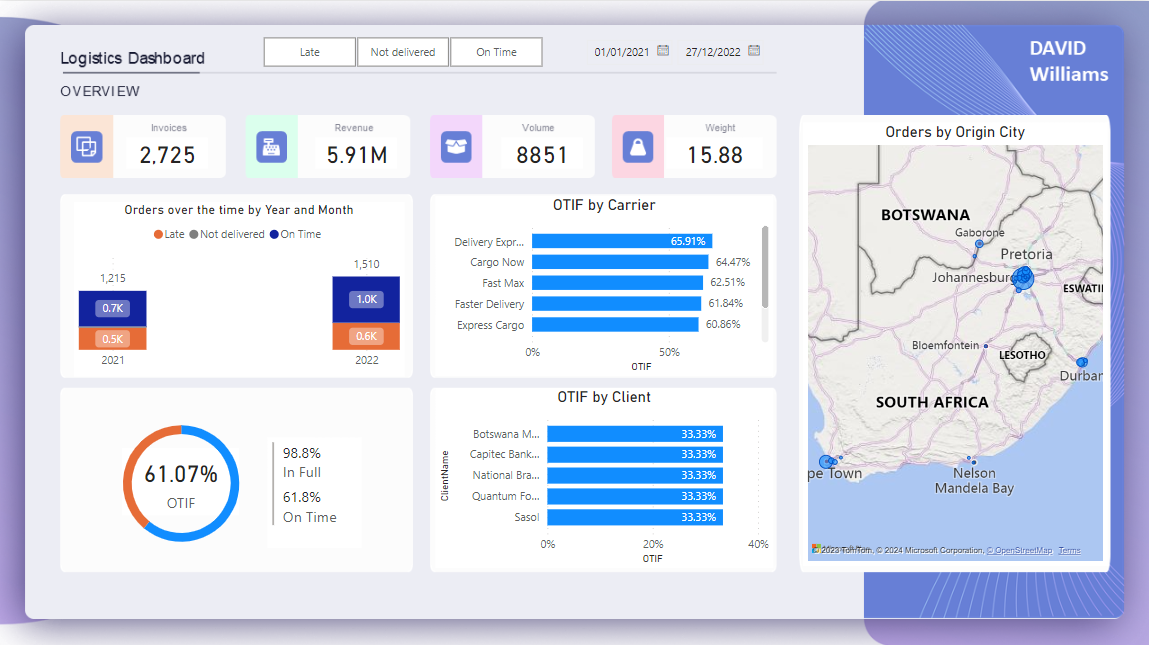 Logistics Dashboard
Late
Not delivered
On Time
01/01/2021
27/12/2022
DAVID
Williams
OVERVIEW
Invoices
2,725
Revenue
5.91M
Volume
8851
Weight
15.88
Orders over the time by Year and Month
Late Not delivered On Time
1,215
0.7K
0.5K
2021
1,510
1.0K
0.6K
2022
OTIF by Carrier
Delivery Expr... 65.91%
Cargo Now 64.47%
Fast Max 62.51%
Faster Delivery 61.84%
Express Cargo 60.86%
0% 50%
OTIF
61.07%
OTIF
98.8%
In Full
61.8%
On Time
OTIF by Client
ClientName
Botswana M... 33.33%
Capitec Bank... 33.33%
National Bra... 33.33%
Quantum Fo... 33.33%
Sasol 33.33%
0% 20% 40%
OTIF
Orders by Origin City
BOTSWANA
Gaborone
Pretoria
Johannesbur
ESWATI
Bloemfontein
LESOTHO
Durban
SOUTH AFRICA
pe Town
Nelson
Mandela Bay
© 2023 TomTom, © 2024 Microsoft Corporation, © OpenStreetMap Terms